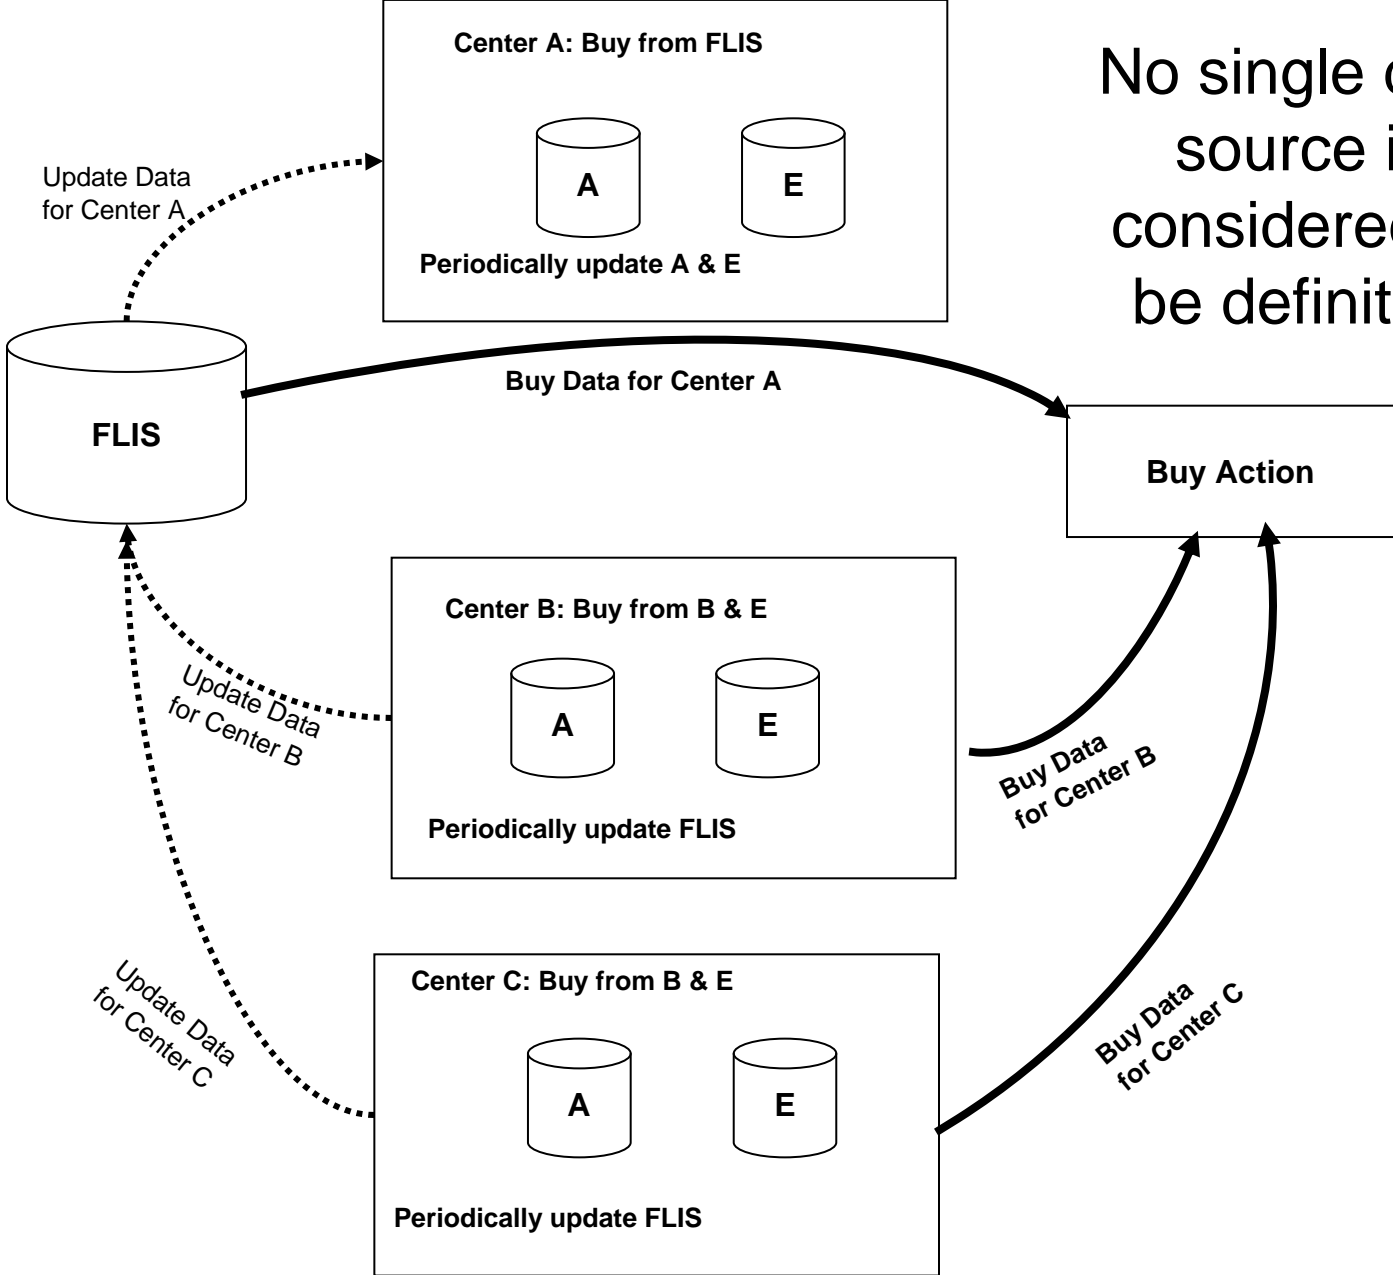 Center A: Buy from FLIS
A
E
Periodically update A & E
No single
source
be
Update Data
for Center A
FLIS
Buy Data for Center A
Buy Action
Center B: Buy from B & E
A
E
Periodically update FLIS
Update Data
for Center B
Buy Data
for Center B
Center C: Buy from B & E
A
E
Periodically update FLIS
Update Data
for Center C
Buy Data
for Center C